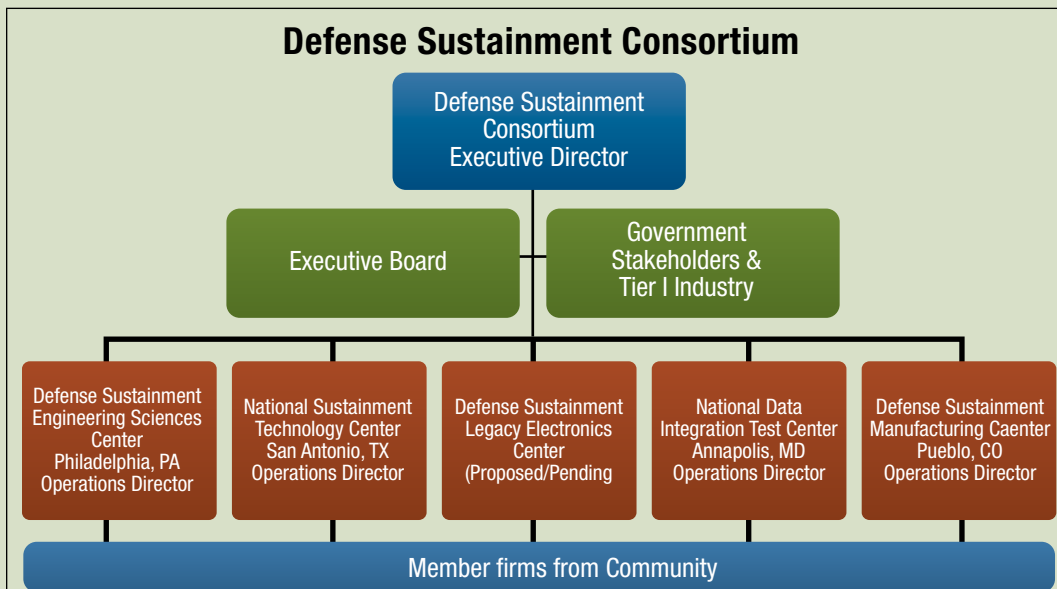 Defense Sustainment Consortium
Defense Sustainment
Consortium
Executive Director
Executive Board
Government
Stakeholders &
Tier I Industry
Defense Sustainment
Engineering Sciences
Center
Philadelphia, PA
Operations Director
National Sustainment
Technology Center
San Antonio, TX
Operations Director
Defense Sustainment
Legacy Electronics
Center
(Proposed/Pending
National Data
Integration Test Center
Annapolis, MD
Operations Director
Defense Sustainment
Manufacturing Caenter
Pueblo, CO
Operations Director
Member firms from Community